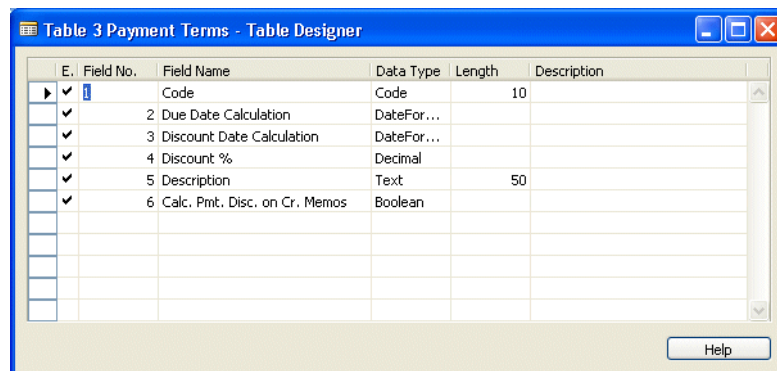 Table 3 Payment Terms - Table Designer
E. Field No. Field Name Data Type Length Description
1 Code Code 10
2 Due Date Calculation DateFor...
3 Discount Date Calculation DateFor...
4 Discount % Decimal
5 Description Text 50
6 Calc. Pmt. Disc. on Cr. Memos Boolean
Help